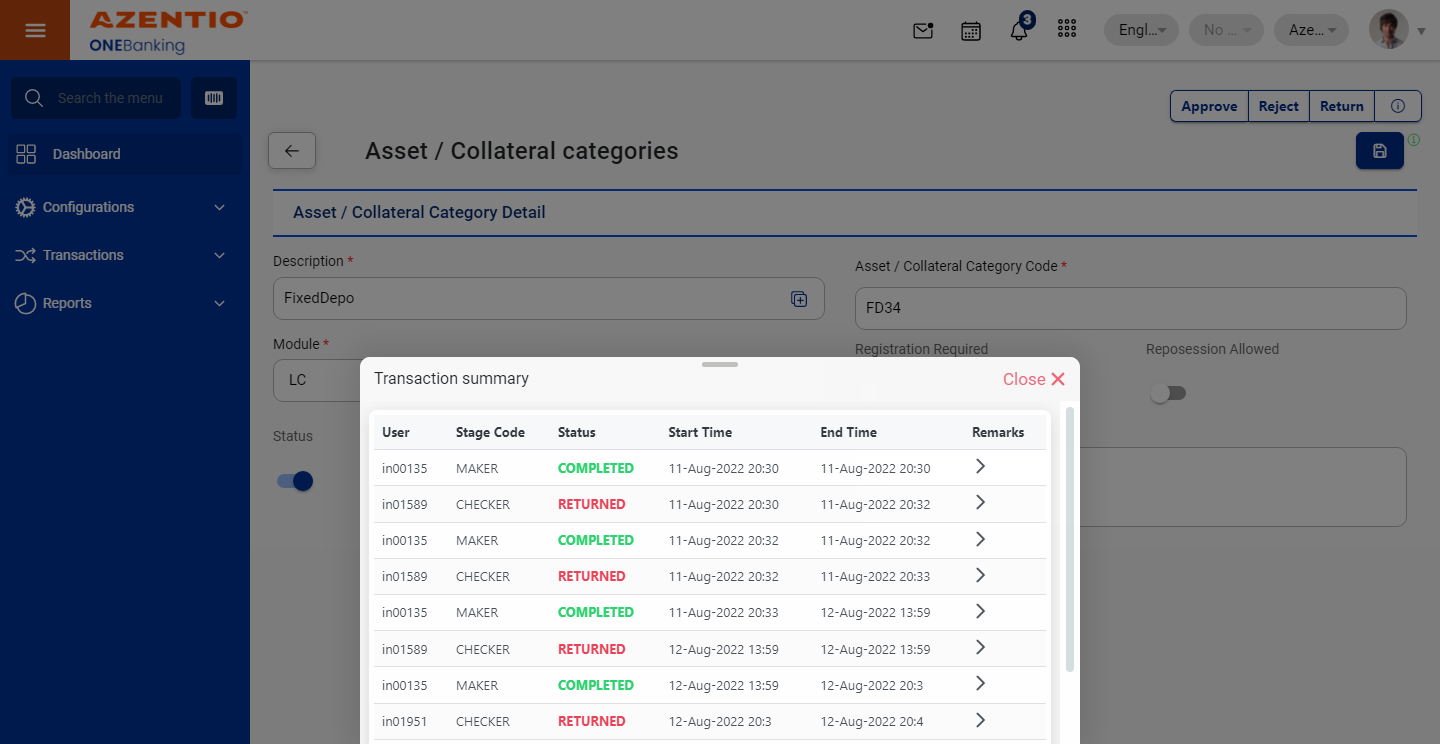 AZENTIO™
ONEBanking
3
Engl...
No ...
Aze...
Search the menu
Dashboard
Configurations
Transactions
Reports
Approve Reject Return
Asset / Collateral categories
Asset / Collateral Category Detail
Description *
FixedDepo
Asset / Collateral Category Code *
FD34
Module *
LC
Registration Required
Reposession Allowed
Status
Transaction summary
Close
User Stage Code Status Start Time End Time Remarks
in00135 MAKER COMPLETED 11-Aug-2022 20:30 11-Aug-2022 20:30
in01589 CHECKER RETURNED 11-Aug-2022 20:30 11-Aug-2022 20:32
in00135 MAKER COMPLETED 11-Aug-2022 20:32 11-Aug-2022 20:32
in01589 CHECKER RETURNED 11-Aug-2022 20:32 11-Aug-2022 20:33
in00135 MAKER COMPLETED 11-Aug-2022 20:33 12-Aug-2022 13:59
in01589 CHECKER RETURNED 12-Aug-2022 13:59 12-Aug-2022 13:59
in00135 MAKER COMPLETED 12-Aug-2022 13:59 12-Aug-2022 20:3
in01951 CHECKER RETURNED 12-Aug-2022 20:3 12-Aug-2022 20:4